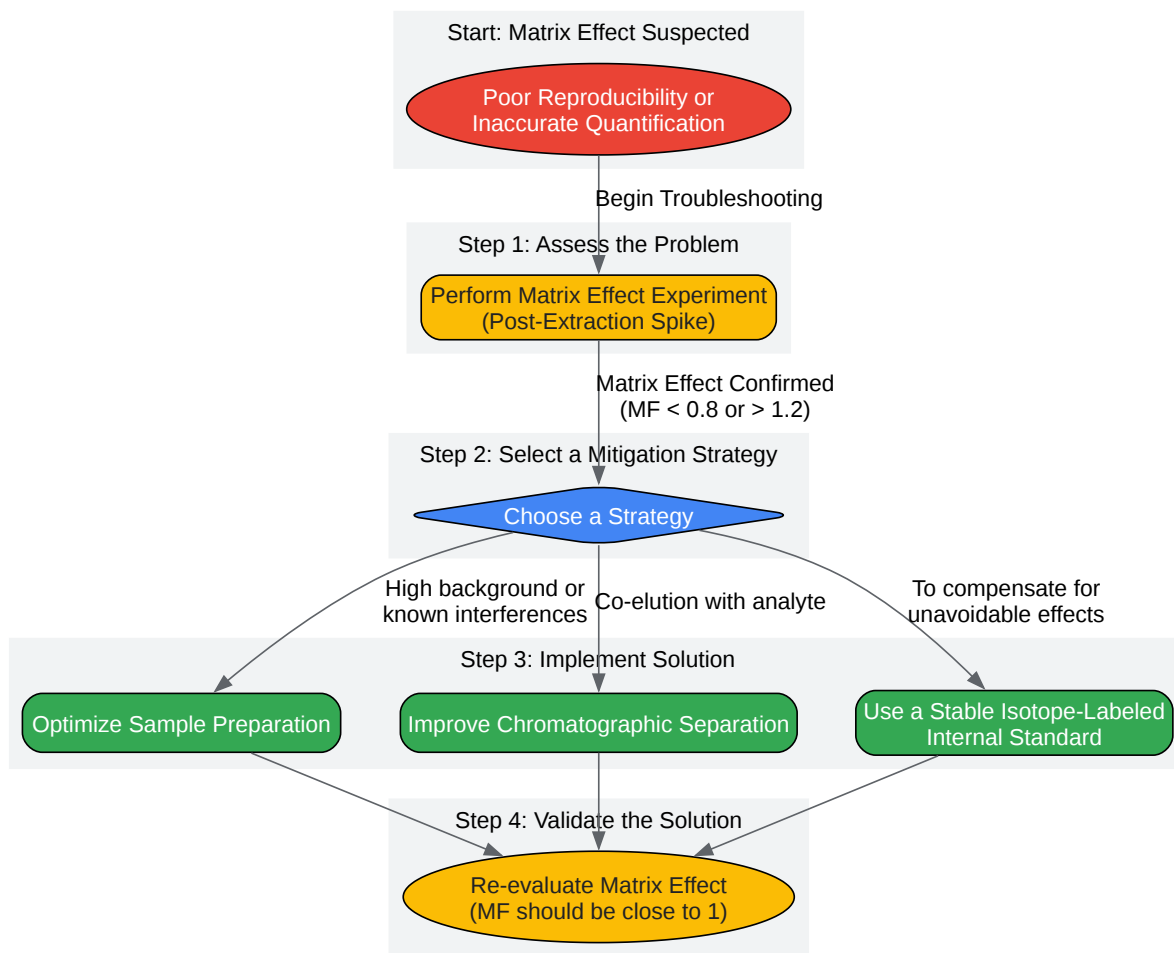 Start: Matrix Effect Suspected
Poor Reproducibility or
Inaccurate Quantification
Begin Troubleshooting
Step 1: Assess the Problem
Perform Matrix Effect Experiment
(Post-Extraction Spike)
Matrix Effect Confirmed
(MF < 0.8 or > 1.2)
Step 2: Select a Mitigation Strategy
Choose a Strategy
High background or
known interferences
Co-elution with analyte
To compensate for
unavoidable effects
Step 3: Implement Solution
Optimize Sample Preparation
Improve Chromatographic Separation
Use a Stable Isotope-Labeled
Internal Standard
Step 4: Validate the Solution
Re-evaluate Matrix Effect
(MF should be close to 1)